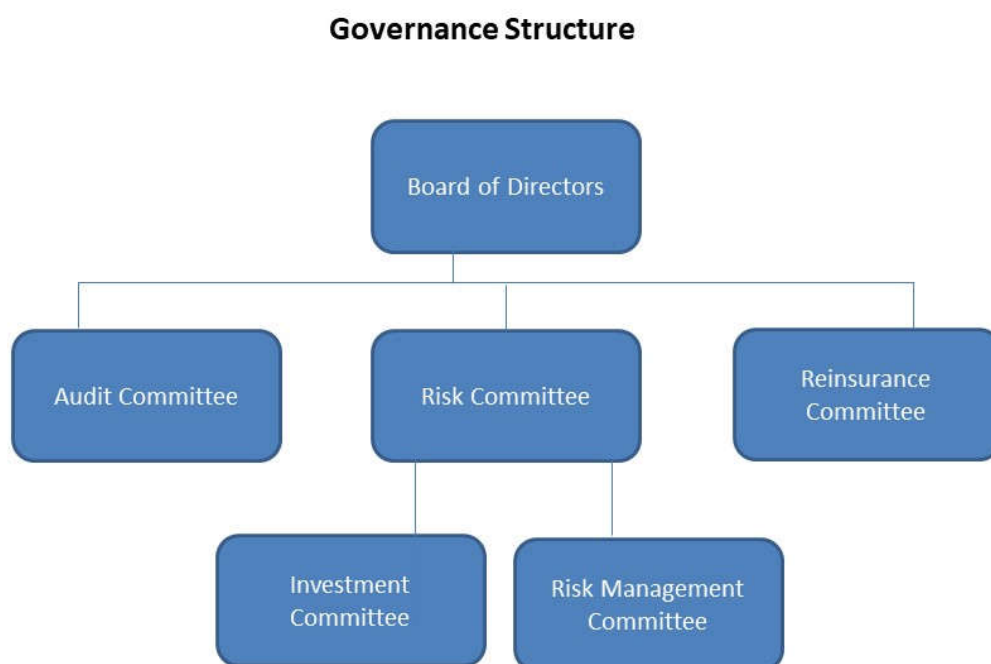 Governance Structure
Board of Directors
Audit Committee
Risk Committee
Reinsurance
Committee
Investment
Committee
Risk Management
Committee